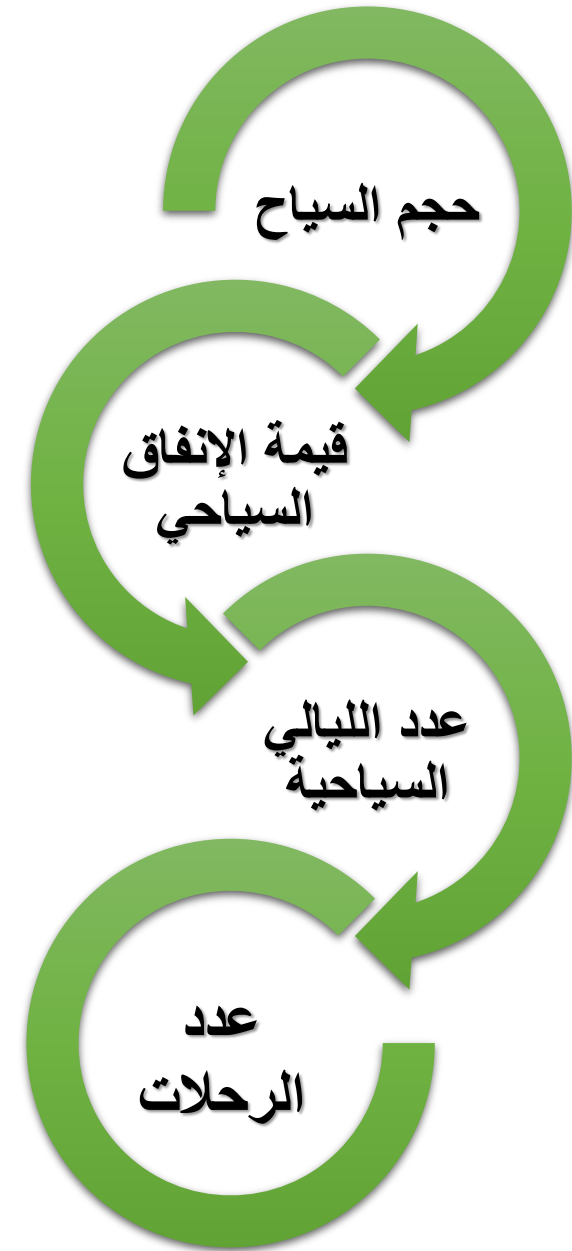 حجم السياح
قيمة الإنفاق
السياحي
عدد الليالي
السياحية
عدد
الرحلات